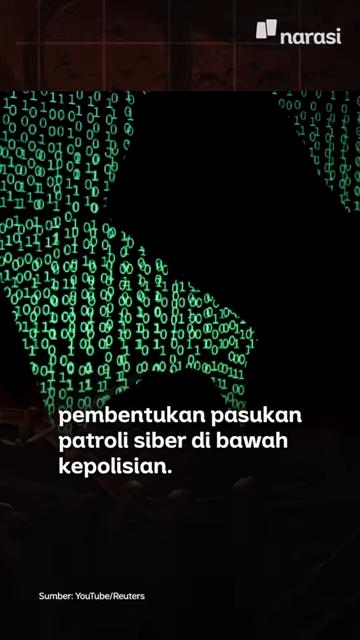 narasi
pembentukan pasukan
patroli siber di bawah
kepolisian.
Sumber: YouTube/Reuters